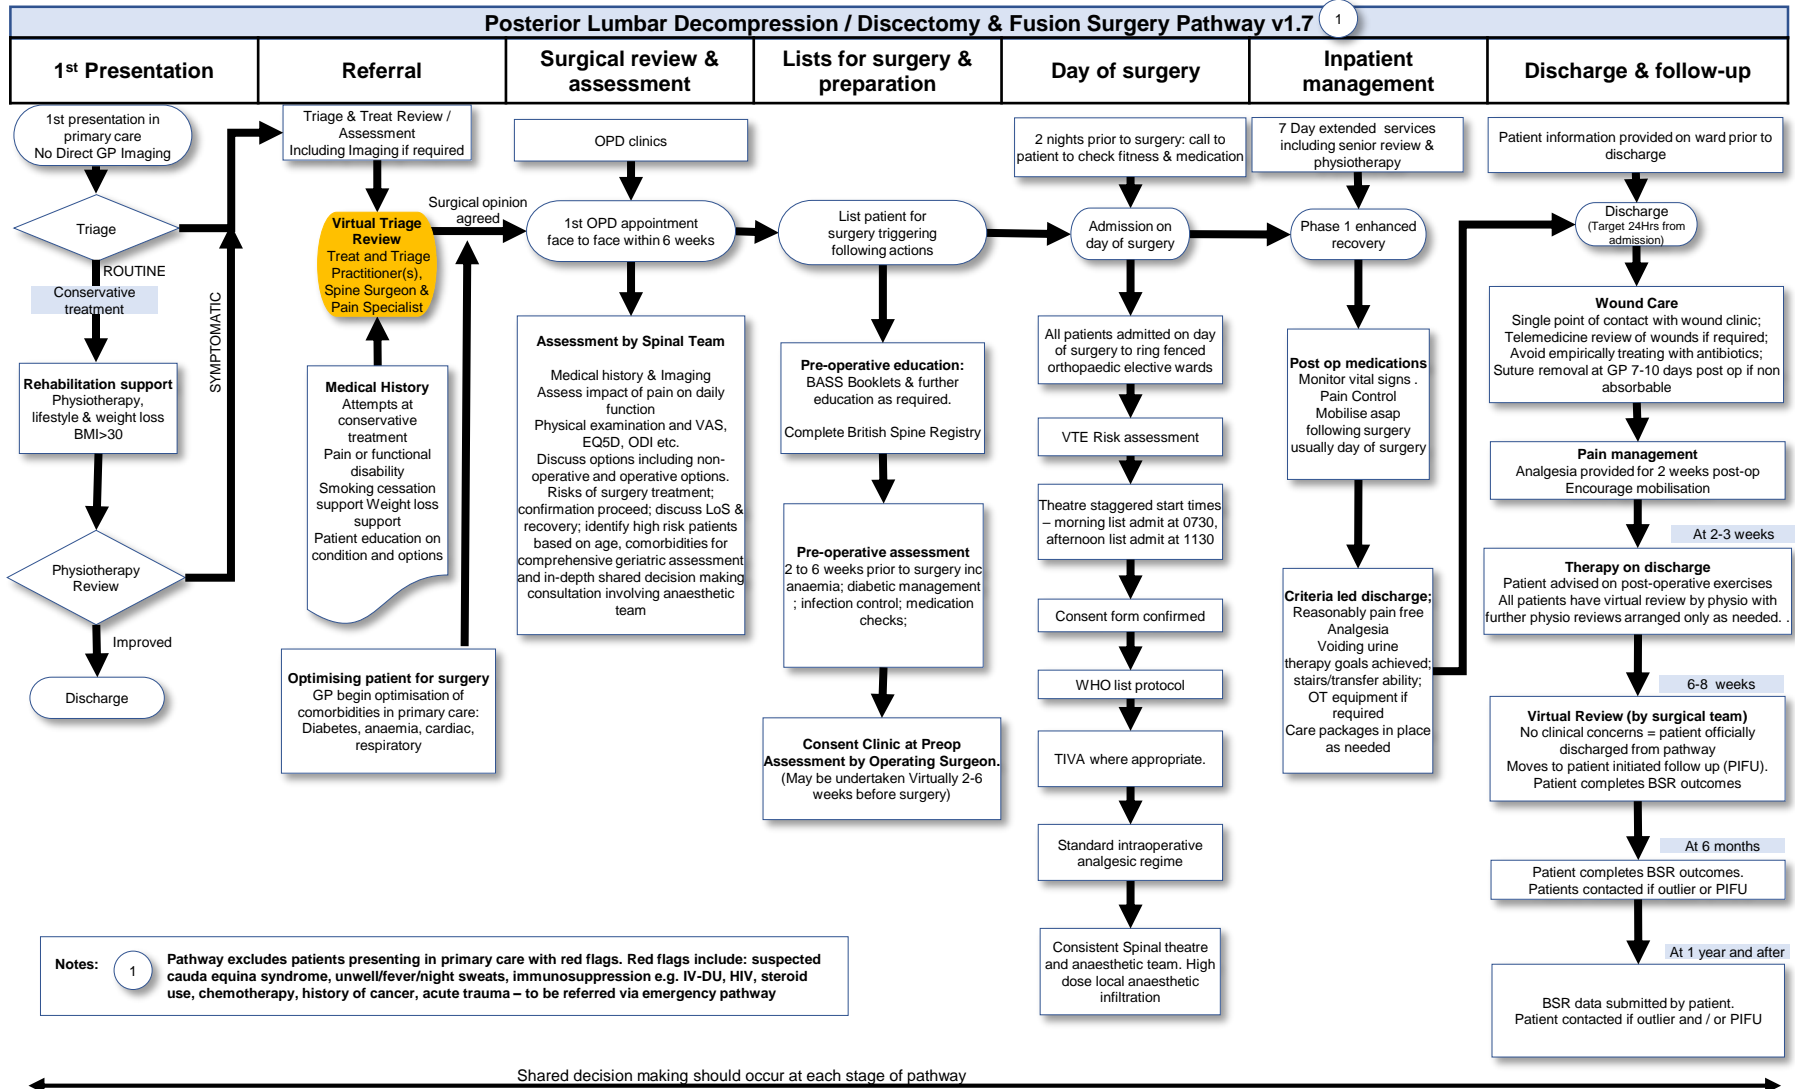 Posterior Lumbar Decompression / Discectomy & Fusion Surgery Pathway v1.7
1
1st Presentation
Referral
Surgical review &
assessment
Lists for surgery &
preparation
Day of surgery
Inpatient
management
Discharge & follow-up
1st presentation in
primary care
No Direct GP Imaging
Triage
ROUTINE
Conservative
treatment
Rehabilitation support
Physiotherapy,
lifestyle & weight loss
BMI>30
Physiotherapy
Review
Improved
Discharge
SYMPTOMATIC
Triage & Treat Review /
Assessment
Including Imaging if required
Virtual Triage
Review
Treat and Triage
Practitioner(s),
Spine Surgeon &
Pain Specialist
Surgical opinion
agreed
Medical History
Attempts at
conservative
treatment
Pain or functional
disability
Smoking cessation
support Weight loss
support
Patient education on
condition and options
Optimising patient for surgery
GP begin optimisation of
comorbidities in primary care:
Diabetes, anaemia, cardiac,
respiratory
OPD clinics
1st OPD appointment
face to face within 6 weeks
Assessment by Spinal Team
Medical history & Imaging
Assess impact of pain on daily
function
Physical examination and VAS,
EQ5D, ODI etc.
Discuss options including non-
operative and operative options.
Risks of surgery treatment;
confirmation proceed; discuss LoS &
recovery; identify high risk patients
based on age, comorbidities for
comprehensive geriatric assessment
and in-depth shared decision making
consultation involving anaesthetic
team
List patient for
surgery triggering
following actions
Pre-operative education:
BASS Booklets & further
education as required.
Complete British Spine Registry
Pre-operative assessment
2 to 6 weeks prior to surgery inc
anaemia; diabetic management
; infection control; medication
checks;
Consent Clinic at Preop
Assessment by Operating Surgeon.
(May be undertaken Virtually 2-6
weeks before surgery)
2 nights prior to surgery: call to
patient to check fitness & medication
Admission on
day of surgery
All patients admitted on day
of surgery to ring fenced
orthopaedic elective wards
VTE Risk assessment
Theatre staggered start times
– morning list admit at 0730,
afternoon list admit at 1130
Consent form confirmed
WHO list protocol
TIVA where appropriate.
Standard intraoperative
analgesic regime
Consistent Spinal theatre
and anaesthetic team. High
dose local anaesthetic
infiltration
7 Day extended services
including senior review &
physiotherapy
Phase 1 enhanced
recovery
Post op medications
Monitor vital signs .
Pain Control
Mobilise asap
following surgery
usually day of surgery
Criteria led discharge;
Reasonably pain free
Analgesia
Voiding urine
therapy goals achieved;
stairs/transfer ability;
OT equipment if
required
Care packages in place
as needed
Patient information provided on ward prior to
discharge
Discharge
(Target 24Hrs from
admission)
Wound Care
Single point of contact with wound clinic;
Telemedicine review of wounds if required;
Avoid empirically treating with antibiotics;
Suture removal at GP 7-10 days post op if non
absorbable
Pain management
Analgesia provided for 2 weeks post-op
Encourage mobilisation
At 2-3 weeks
Therapy on discharge
Patient advised on post-operative exercises
All patients have virtual review by physio with
further physio reviews arranged only as needed. .
6-8 weeks
Virtual Review (by surgical team)
No clinical concerns = patient officially
discharged from pathway
Moves to patient initiated follow up (PIFU).
Patient completes BSR outcomes
At 6 months
Patient completes BSR outcomes.
Patients contacted if outlier or PIFU
At 1 year and after
BSR data submitted by patient.
Patient contacted if outlier and / or PIFU
Notes:
1
Pathway excludes patients presenting in primary care with red flags. Red flags include: suspected
cauda equina syndrome, unwell/fever/night sweats, immunosuppression e.g. IV-DU, HIV, steroid
use, chemotherapy, history of cancer, acute trauma – to be referred via emergency pathway
Shared decision making should occur at each stage of pathway